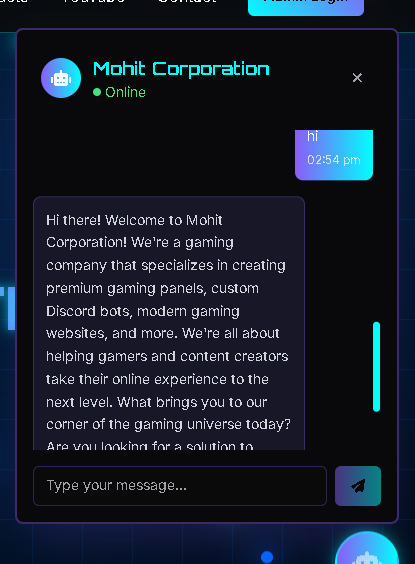 YouTube
Contact
Admin Login
Mohit Corporation
Online
hi
02:54 pm
Hi there! Welcome to Mohit
Corporation! We're a gaming
company that specializes in creating
premium gaming panels, custom
Discord bots, modern gaming
websites, and more. We're all about
helping gamers and content creators
take their online experience to the
next level. What brings you to our
corner of the gaming universe today?
Are you looking for a solution to
Type your message...